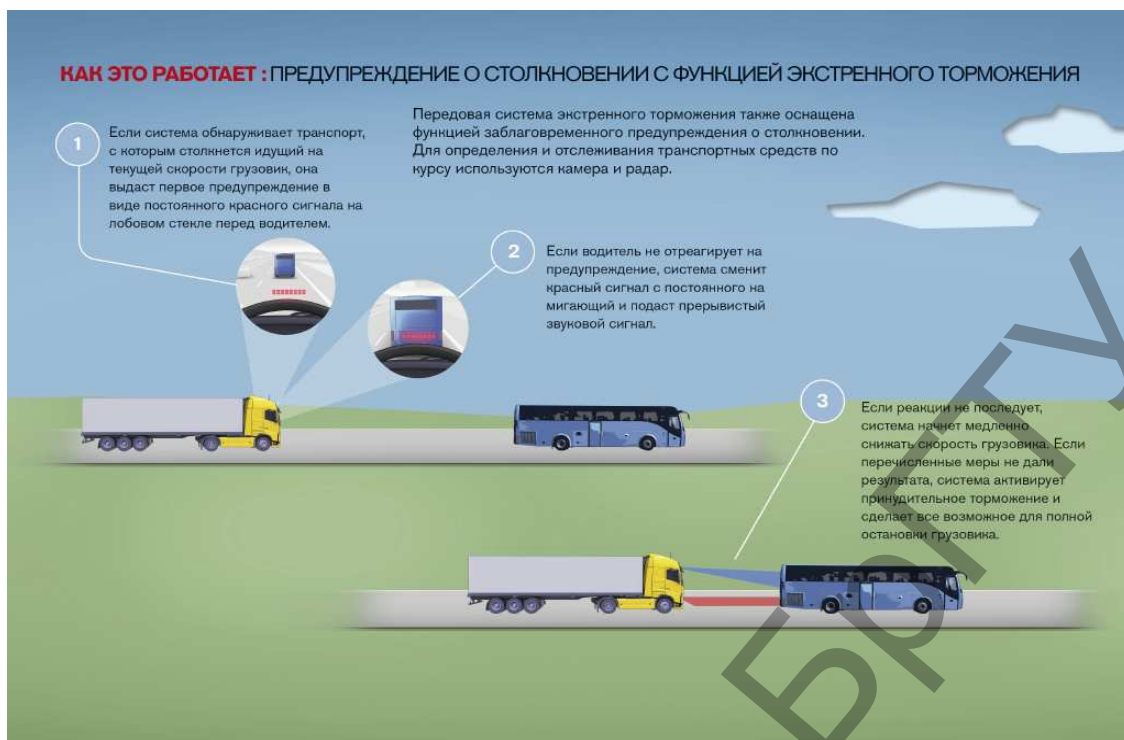 КАК ЭТО РАБОТАЕТ : ПРЕДУПРЕЖДЕНИЕ О СТОЛКНОВЕНИИ С ФУНКЦИЕЙ ЭКСТРЕННОГО ТОРМОЖЕНИЯ
Передовая система экстренного торможения также оснащена
функцией заблаговременного предупреждения о столкновении.
Для определения и отслеживания транспортных средств по
курсу используются камера и радар.
1
Если система обнаруживает транспорт,
с которым столкнется идущий на
текущей скорости грузовик, она
выдаст первое предупреждение в
виде постоянного красного сигнала на
лобовом стекле перед водителем.
2
Если водитель не отреагирует на
предупреждение, система сменит
красный сигнал с постоянного на
мигающий и подаст прерывистый
звуковой сигнал.
3
Если реакции не последует,
система начнет медленно
снижать скорость грузовика. Если
перечисленные меры не дали
результата, система активирует
принудительное торможение и
сделает все возможное для полной
остановки грузовика.
БрГТУ